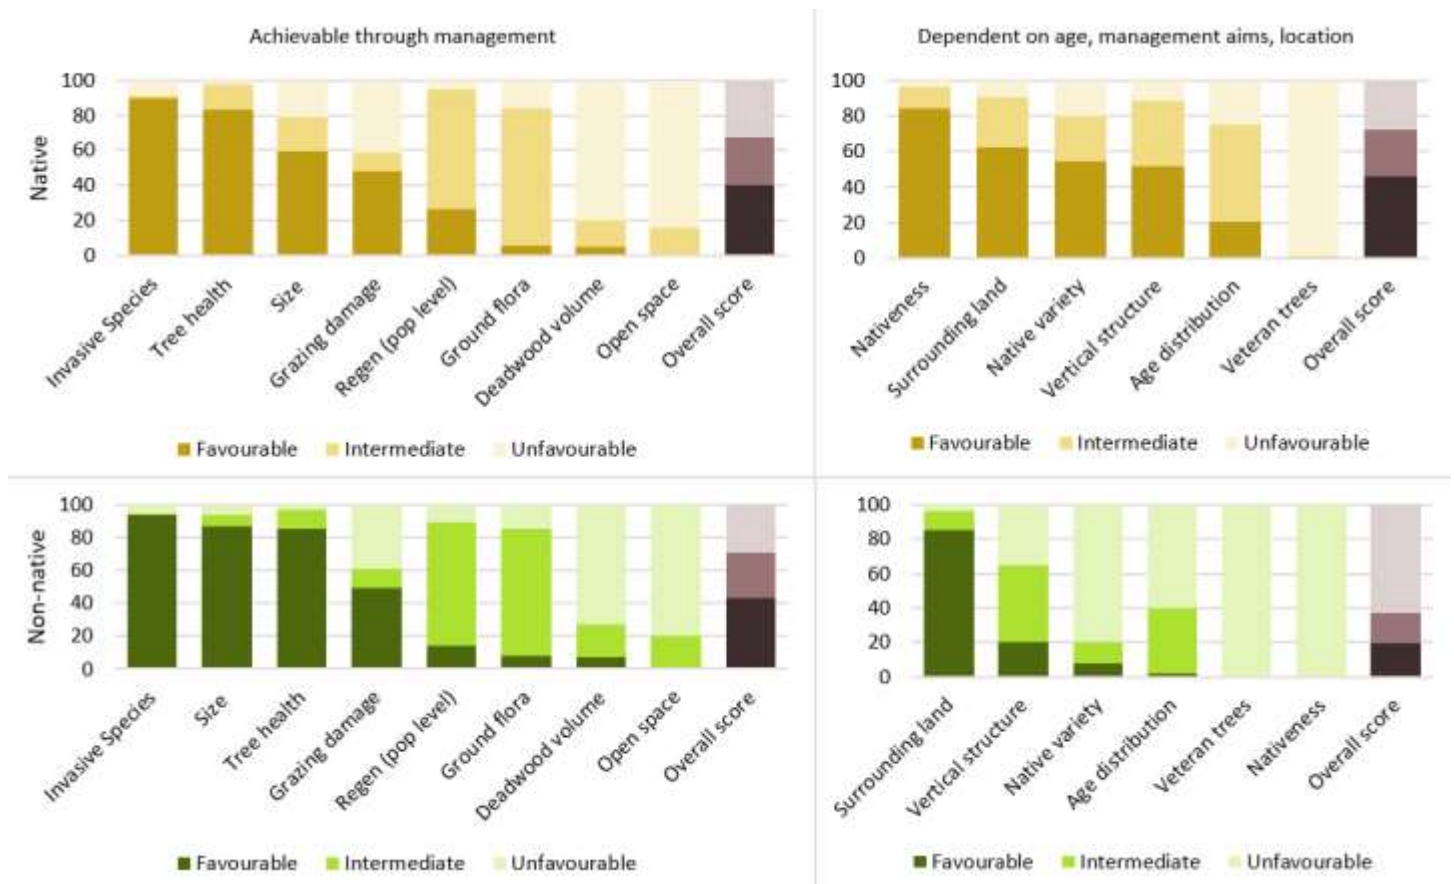 Achievable through management
Dependent on age, management aims, location
Native
100
80
60
40
20
0
Invasive Species
Tree health
Size
Grazing damage
Regen (pop level)
Ground flora
Deadwood volume
Open space
Overall score
Favourable Intermediate Unfavourable
100
80
60
40
20
0
Nativeness
Surrounding land
Native variety
Vertical structure
Age distribution
Veteran trees
Overall score
Favourable Intermediate Unfavourable
Non-native
100
80
60
40
20
0
Invasive Species
Size
Tree health
Grazing damage
Regen (pop level)
Ground flora
Deadwood volume
Open space
Overall score
Favourable Intermediate Unfavourable
100
80
60
40
20
0
Surrounding land
Vertical structure
Native variety
Age distribution
Veteran trees
Nativeness
Overall score
Favourable Intermediate Unfavourable